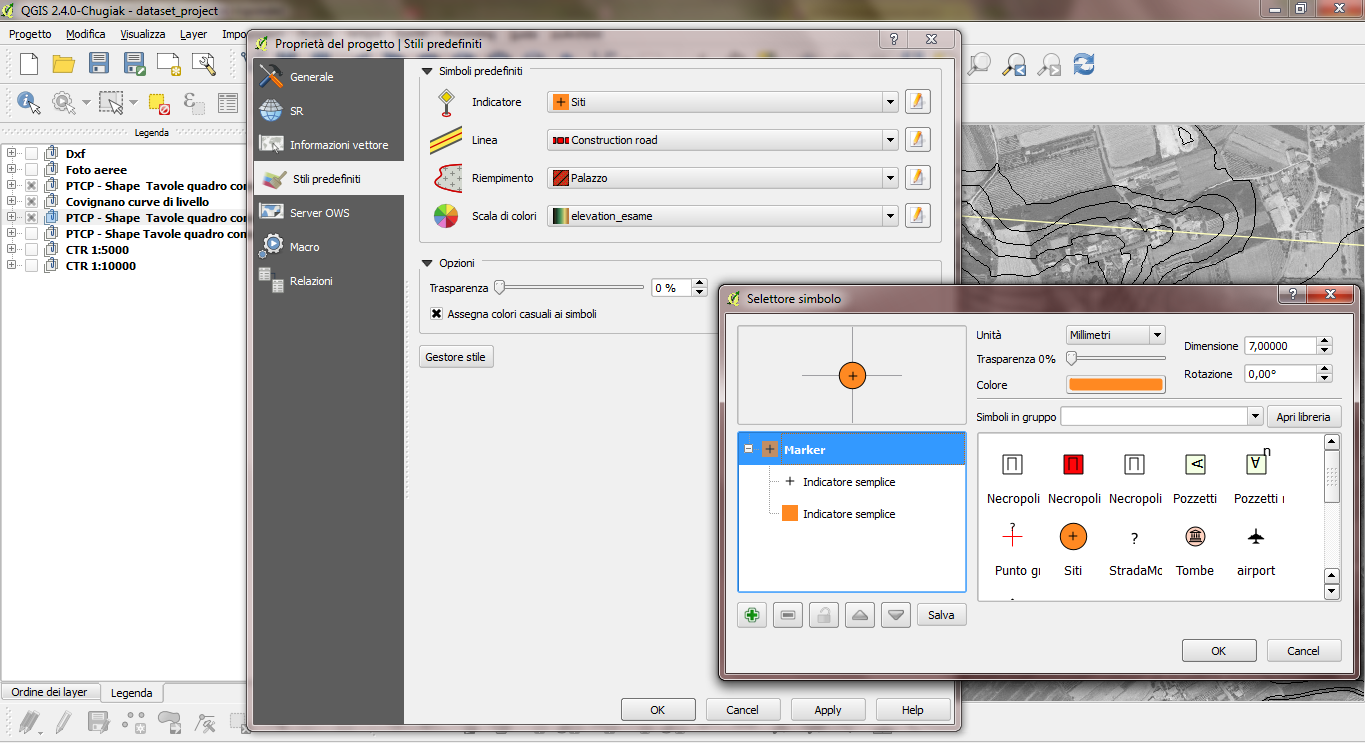 QGIS 2.4.0-Chugiak - dataset_project
Progetto Modifica Visualizza Layer Impo
Legenda
Dxf
Foto aeree
PTCP - Shape Tavole quadro con
Covignano curve di livello
PTCP - Shape Tavole quadro con
PTCP - Shape Tavole quadro con
CTR 1:5000
CTR 1:10000
Ordine dei layer Legenda
Proprietà del progetto | Stili predefiniti
Generale
SR
Informazioni vettore
Stili predefiniti
Server OWS
Macro
Relazioni
Simboli predefiniti
Indicatore Siti
Linea Construction road
Riempimento Palazzo
Scala di colori elevation_esame
Opzioni
Trasparenza 0 %
Assegna colori casuali ai simboli
Gestore stile
OK Cancel Apply Help
Selettore simbolo
Unità Millimetri
Dimensione 7,00000
Trasparenza 0%
Rotazione 0,00°
Colore
Simboli in gruppo Apri libreria
Marker
Indicatore semplice
Indicatore semplice
Salva
Necropoli Necropoli Necropoli Pozzetti Pozzetti
Punto gi Siti StradaMc Tombe airport
OK Cancel